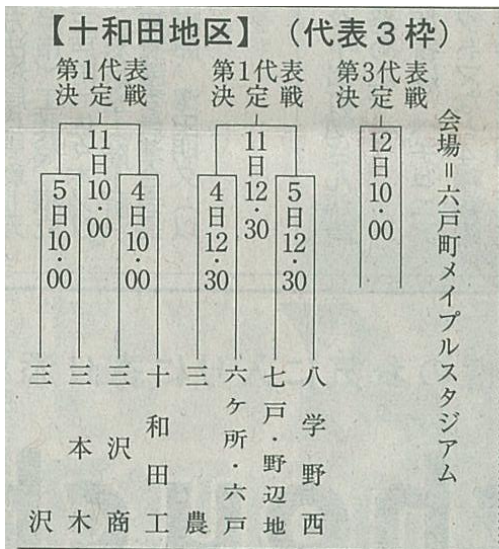 【十和田地区】（代表３枠）
会場＝六戸町メイプルスタジアム
第３代表
決定戦
12日10・00
第１代表
決定戦
11日12・30
5日12・30
4日12・30
第１代表
決定戦
11日10・00
4日10・00
5日10・00
八学野西
七戸・野辺地
六ケ所・六戸
三農
十和田工
三沢商
三本木
三沢